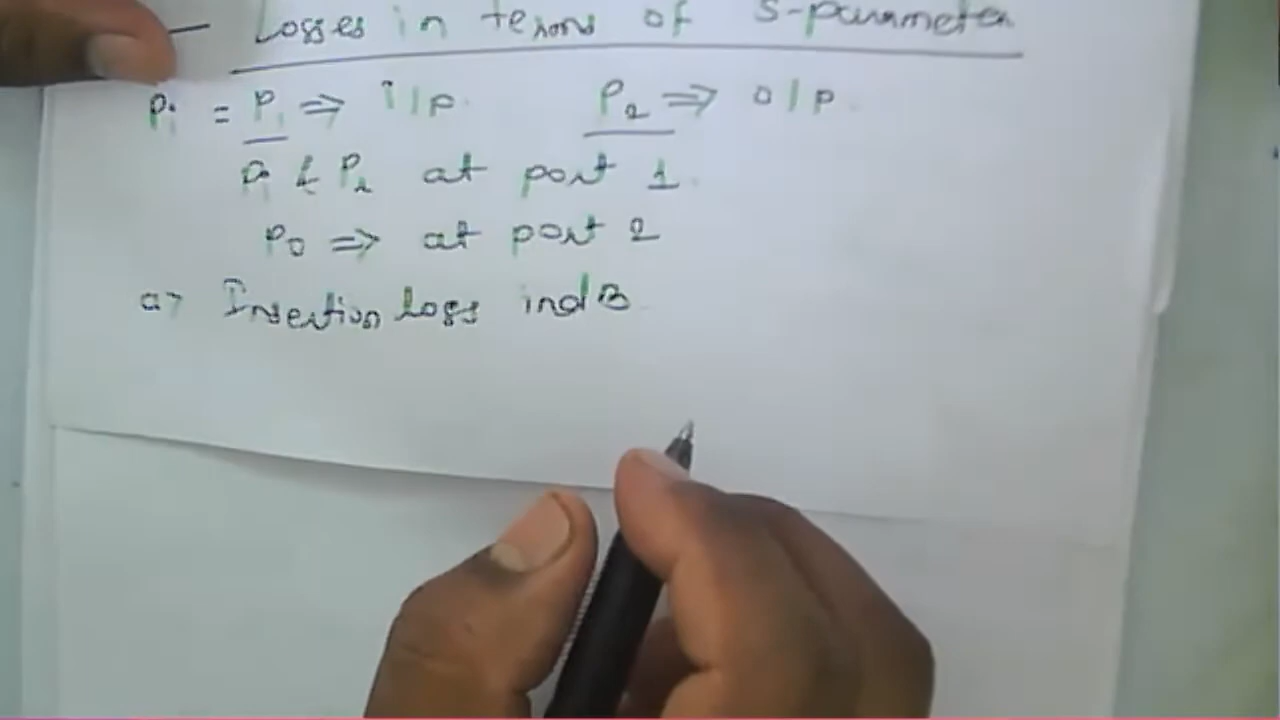 — Losses in terms of S-parameter
Pi = P1 ⇒ i/p. P2 ⇒ o/p.
Pi & Pr at port 1.
Po ⇒ at port 2
a> Insertion loss in dB.